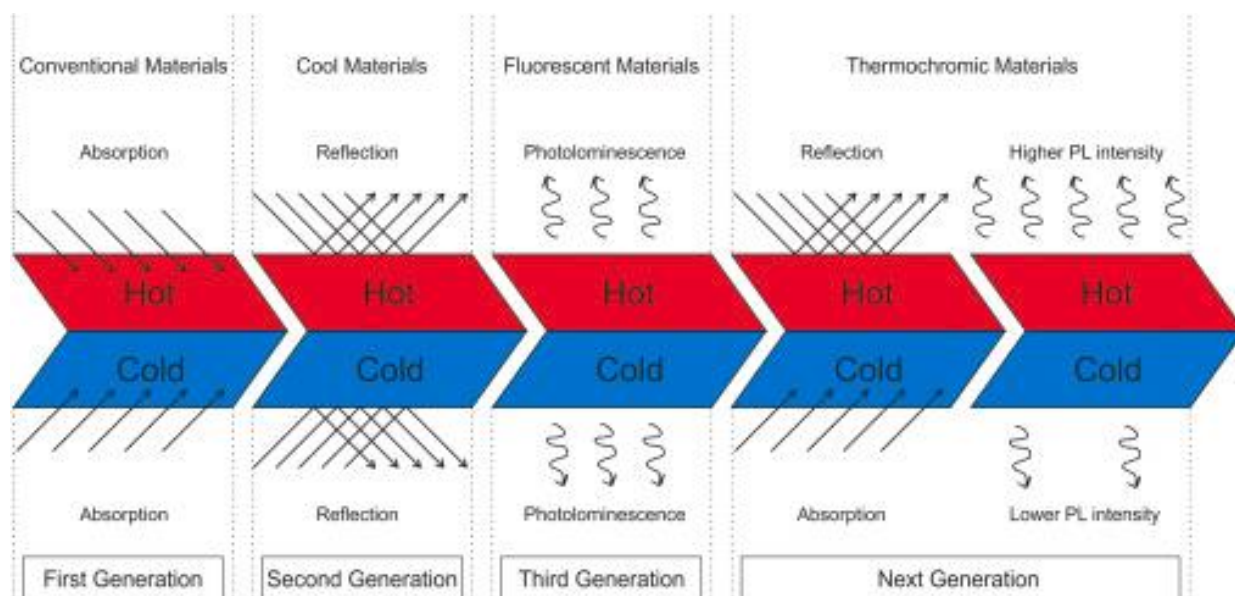 Conventional Materials
Cool Materials
Fluorescent Materials
Thermochromic Materials
Absorption
Reflection
Photolominescence
Reflection
Higher PL intensity
Hot
Hot
Hot
Hot
Hot
Cold
Cold
Cold
Cold
Cold
Absorption
Reflection
Photolominescence
Absorption
Lower PL intensity
First Generation
Second Generation
Third Generation
Next Generation